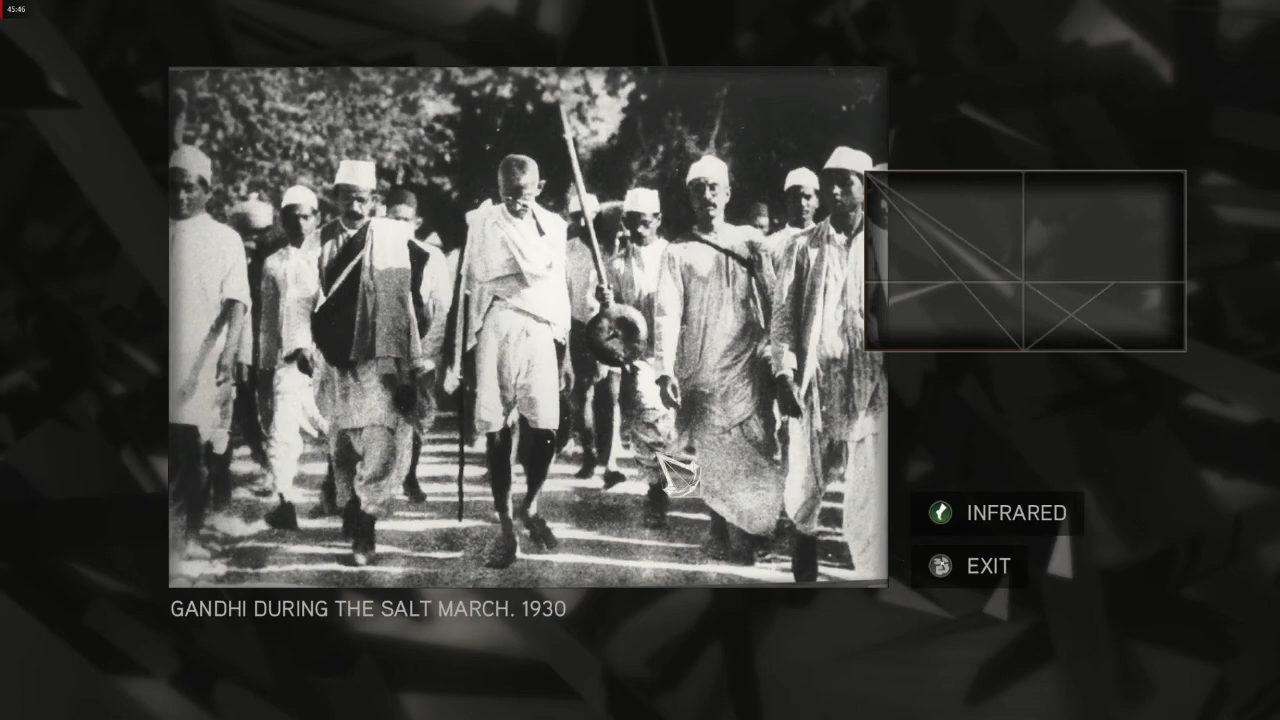 45:46
INFRARED
EXIT
GANDHI DURING THE SALT MARCH. 1930